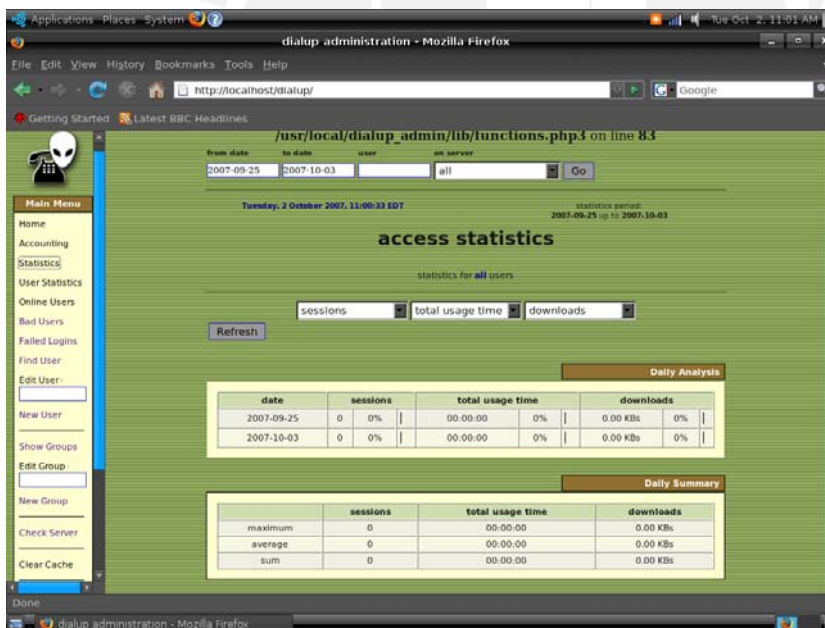 Applications Places System
Tue Oct 2, 11:01 AM
dialup administration - Mozilla Firefox
File Edit View History Bookmarks Tools Help
http://localhost/dialup/
Google
Getting Started Latest BBC Headlines
/usr/local/dialup_admin/lib/functions.php3 on line 83
from date to date user on server
2007-09-25 2007-10-03 all Go
Tuesday, 2 October 2007, 11:00:33 EDT
statistics period:
2007-09-25 up to 2007-10-03
access statistics
statistics for all users
sessions total usage time downloads
Refresh
Main Menu
Home
Accounting
Statistics
User Statistics
Online Users
Bad Users
Failed Logins
Find User
Edit User
New User
Show Groups
Edit Group
New Group
Check Server
Clear Cache
Daily Analysis
date sessions total usage time downloads
2007-09-25 0 0% 00:00:00 0% 0.00 KBs 0%
2007-10-03 0 0% 00:00:00 0% 0.00 KBs 0%
Daily Summary
sessions total usage time downloads
maximum 0 00:00:00 0.00 KBs
average 0 00:00:00 0.00 KBs
sum 0 00:00:00 0.00 KBs
Done
dialup administration - Mozilla Firefox